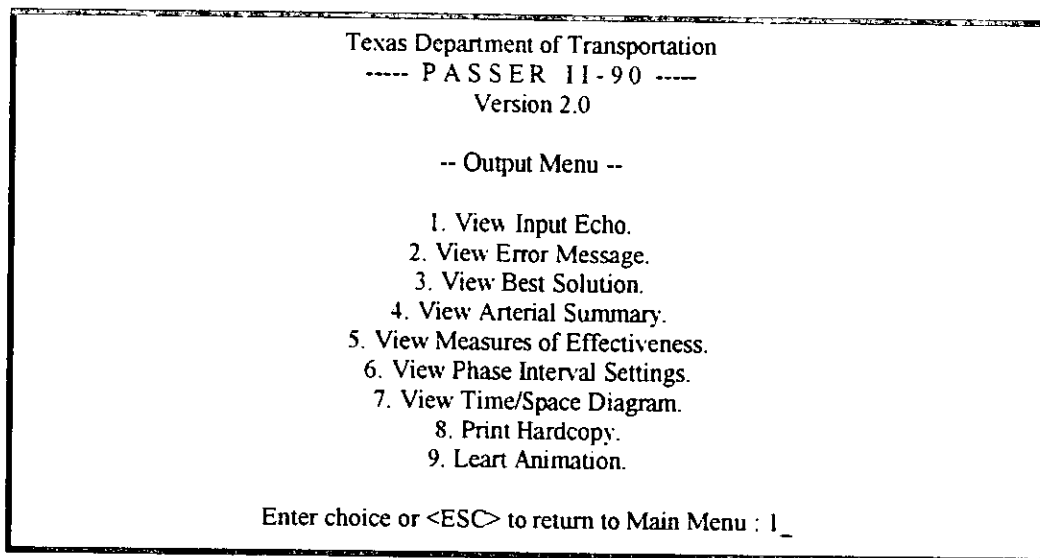 Texas Department of Transportation
----- P A S S E R  II - 9 0 -----
Version 2.0
-- Output Menu --
1. View Input Echo.
2. View Error Message.
3. View Best Solution.
4. View Arterial Summary.
5. View Measures of Effectiveness.
6. View Phase Interval Settings.
7. View Time/Space Diagram.
8. Print Hardcopy.
9. Leart Animation.
Enter choice or <ESC> to return to Main Menu : 1_